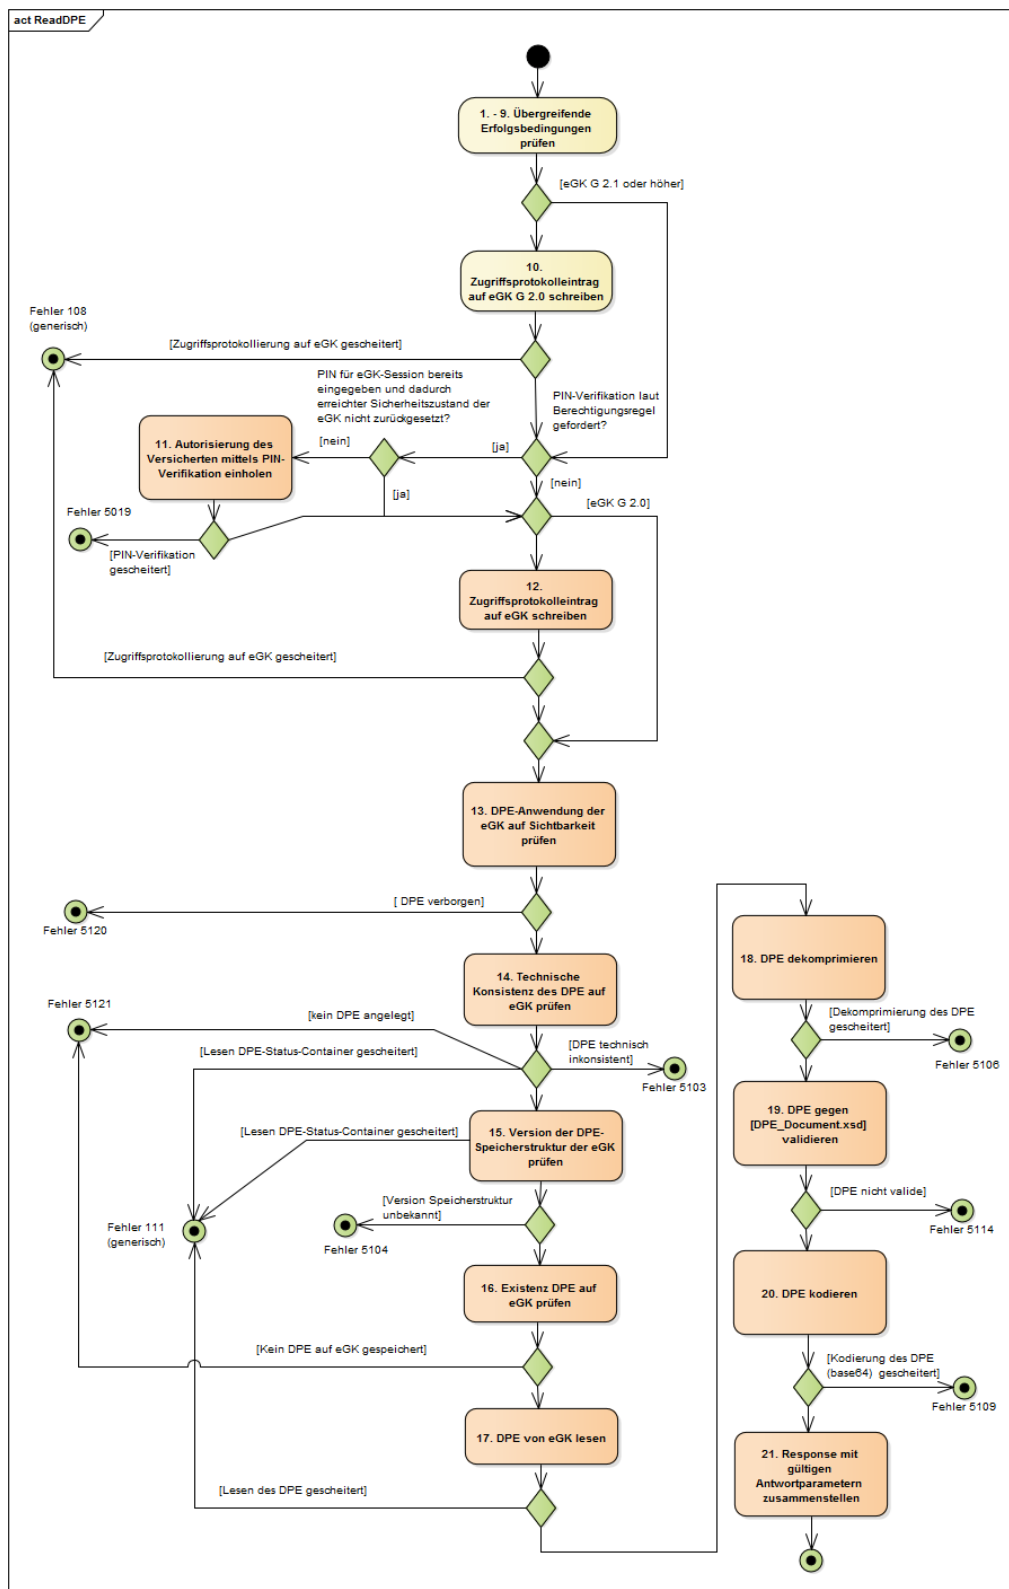 act ReadDPE
1. - 9. Übergreifende
Erfolgsbedingungen
prüfen
[eGK G 2.1 oder höher]
10.
Zugriffsprotokolleintrag
auf eGK G 2.0 schreiben
Fehler 108
(generisch)
[Zugriffsprotokollierung auf eGK gescheitert]
PIN für eGK-Session bereits
eingegeben und dadurch
erreichter Sicherheitszustand der
eGK nicht zurückgesetzt?
PIN-Verifikation laut
Berechtigungsregel
gefordert?
11. Autorisierung des
Versicherten mittels PIN-
Verifikation einholen
[nein]
[ja]
[ja]
[nein]
[eGK G 2.0]
Fehler 5019
[PIN-Verifikation
gescheitert]
12.
Zugriffsprotokolleintrag
auf eGK schreiben
[Zugriffsprotokollierung auf eGK gescheitert]
13. DPE-Anwendung der
eGK auf Sichtbarkeit
prüfen
[ DPE verborgen]
Fehler 5120
14. Technische
Konsistenz des DPE auf
eGK prüfen
Fehler 5121
[kein DPE angelegt]
[Lesen DPE-Status-Container gescheitert]
[DPE technisch
inkonsistent]
Fehler 5103
15. Version der DPE-
Speicherstruktur der eGK
prüfen
[Lesen DPE-Status-Container gescheitert]
[Version Speicherstruktur
unbekannt]
Fehler 111
(generisch)
Fehler 5104
16. Existenz DPE auf
eGK prüfen
[Kein DPE auf eGK gespeichert]
17. DPE von eGK lesen
[Lesen des DPE gescheitert]
18. DPE dekomprimieren
[Dekomprimierung des DPE
gescheitert]
Fehler 5106
19. DPE gegen
[DPE_Document.xsd]
validieren
[DPE nicht valide]
Fehler 5114
20. DPE kodieren
[Kodierung des DPE
(base64) gescheitert]
Fehler 5109
21. Response mit
gültigen
Antwortparametern
zusammenstellen